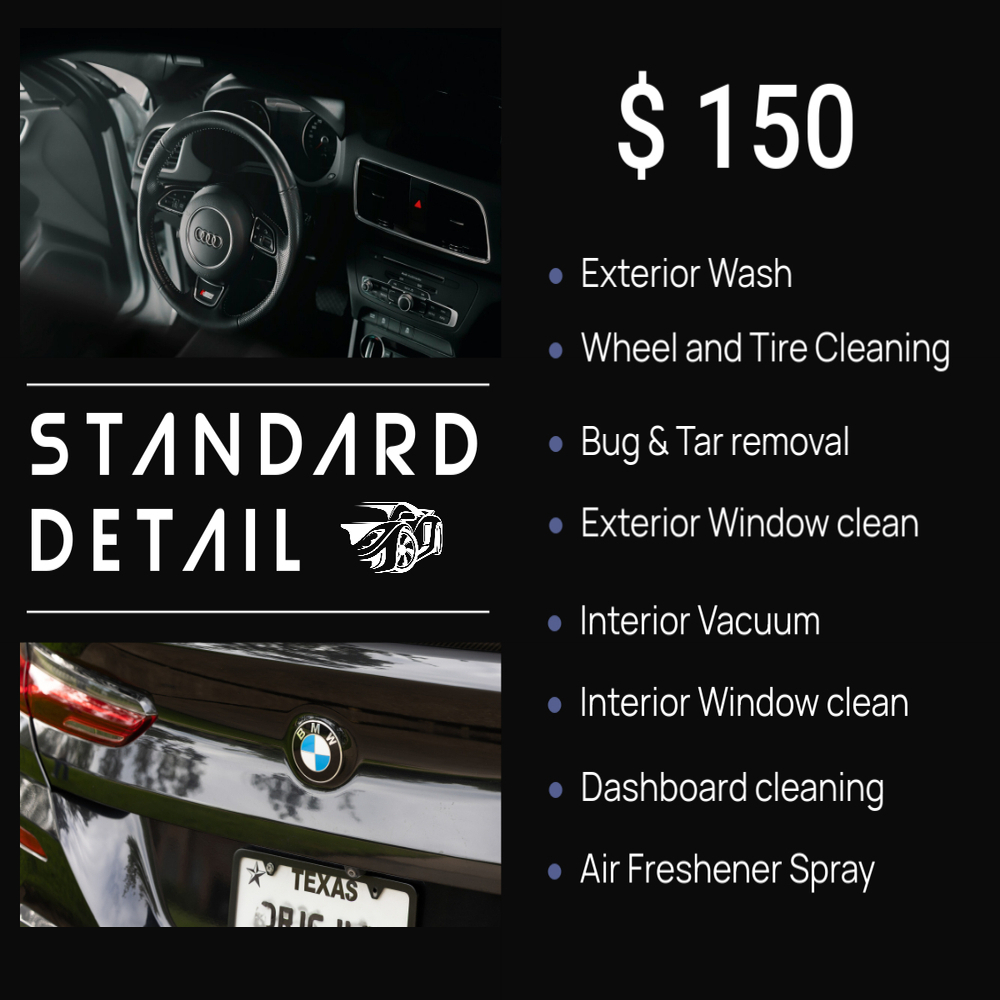 $ 150
Exterior Wash
Wheel and Tire Cleaning
Bug & Tar removal
Exterior Window clean
Interior Vacuum
Interior Window clean
Dashboard cleaning
Air Freshener Spray
STANDARD
DETAIL
BMW
TEXAS